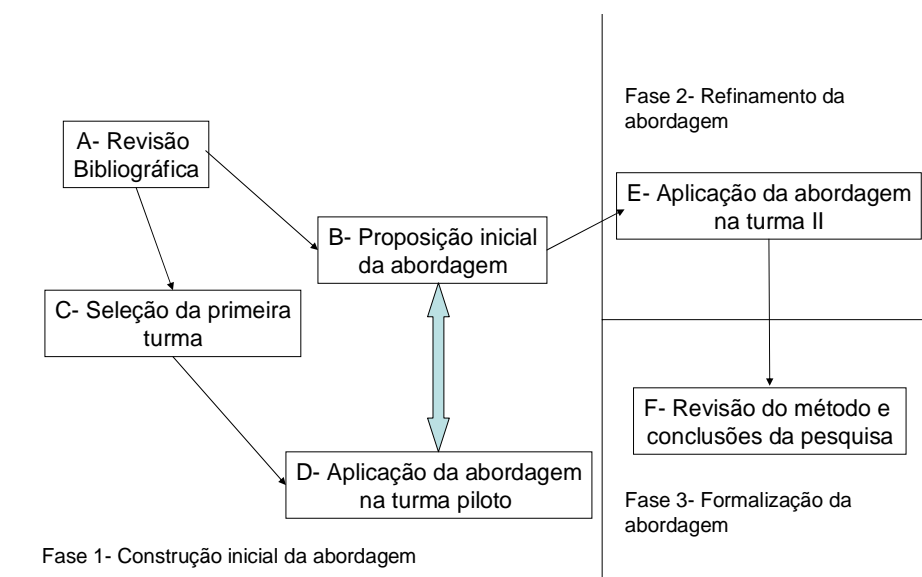 A- Revisão
Bibliográfica
B- Proposição inicial
da abordagem
C- Seleção da primeira
turma
D- Aplicação da abordagem
na turma piloto
Fase 1- Construção inicial da abordagem
Fase 2- Refinamento da
abordagem
E- Aplicação da abordagem
na turma II
F- Revisão do método e
conclusões da pesquisa
Fase 3- Formalização da
abordagem